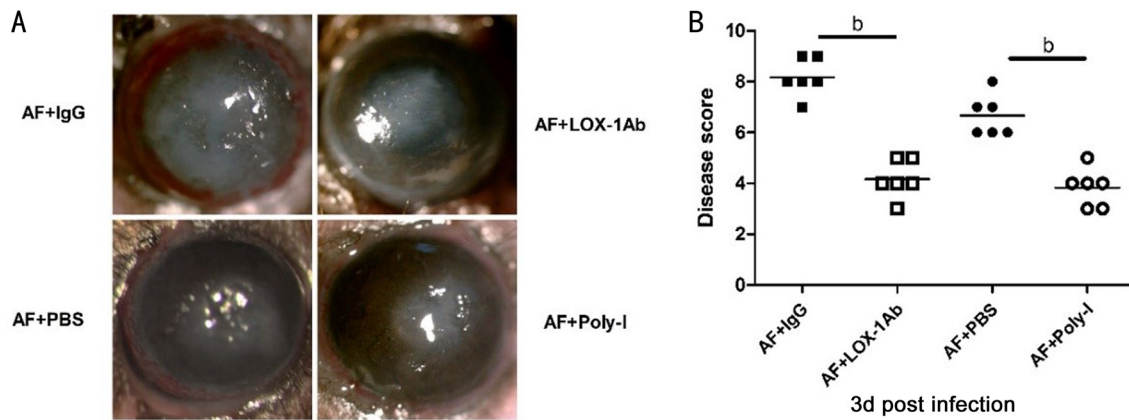 A
AF+IgG
AF+LOX-1Ab
AF+PBS
AF+Poly-I
B
Disease score
10
8
6
4
2
0
b
b
AF+IgG
AF+LOX-1Ab
AF+PBS
AF+Poly-I
3d post infection